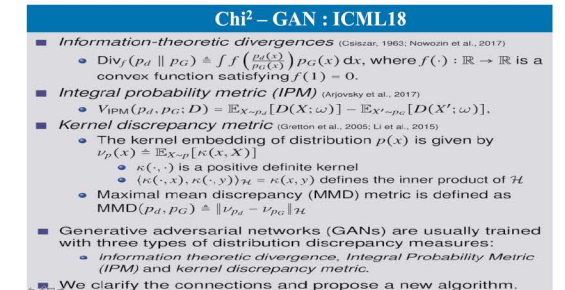 Chi² – GAN : ICML18
Information-theoretic divergences (Csiszar, 1963; Nowozin et al., 2017)
Div_f(p_d ∥ p_G) ≜ ∫ f(p_d(x)/p_G(x)) p_G(x) dx, where f(·) : ℝ → ℝ is a
convex function satisfying f(1) = 0.
Integral probability metric (IPM) (Arjovsky et al., 2017)
V_IPM(p_d, p_G; D) = 𝔼_{X∼p_d}[D(X; ω)] − 𝔼_{X′∼p_G}[D(X′; ω)],
Kernel discrepancy metric (Gretton et al., 2005; Li et al., 2015)
The kernel embedding of distribution p(x) is given by
ν_p(x) ≜ 𝔼_{X∼p}[κ(x, X)]
κ(·, ·) is a positive definite kernel
⟨κ(·, x), κ(·, y)⟩_ℋ = κ(x, y) defines the inner product of ℋ
Maximal mean discrepancy (MMD) metric is defined as
MMD(p_d, p_G) ≜ ∥ν_{p_d} − ν_{p_G}∥_ℋ
Generative adversarial networks (GANs) are usually trained
with three types of distribution discrepancy measures:
Information theoretic divergence, Integral Probability Metric
(IPM) and kernel discrepancy metric.
We clarify the connections and propose a new algorithm.